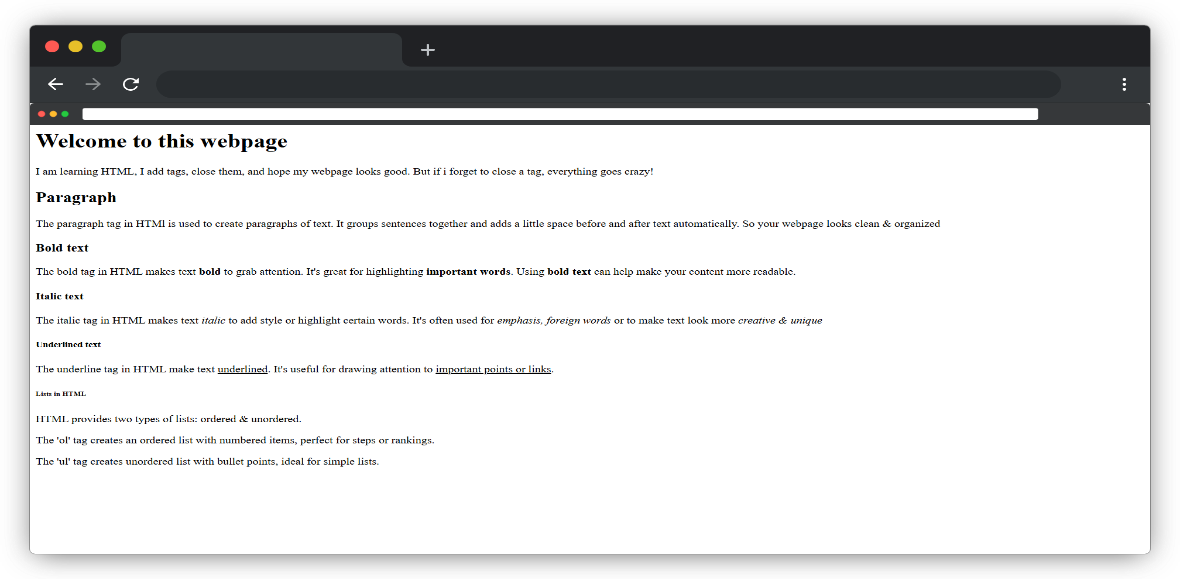 Welcome to this webpage
I am learning HTML, I add tags, close them, and hope my webpage looks good. But if i forget to close a tag, everything goes crazy!
Paragraph
The paragraph tag in HTMl is used to create paragraphs of text. It groups sentences together and adds a little space before and after text automatically. So your webpage looks clean & organized
Bold text
The bold tag in HTML makes text bold to grab attention. It's great for highlighting important words. Using bold text can help make your content more readable.
Italic text
The italic tag in HTML makes text italic to add style or highlight certain words. It's often used for emphasis, foreign words or to make text look more creative & unique
Underlined text
The underline tag in HTML make text underlined. It's useful for drawing attention to important points or links.
Lists in HTML
HTML provides two types of lists: ordered & unordered.
The 'ol' tag creates an ordered list with numbered items, perfect for steps or rankings.
The 'ul' tag creates unordered list with bullet points, ideal for simple lists.